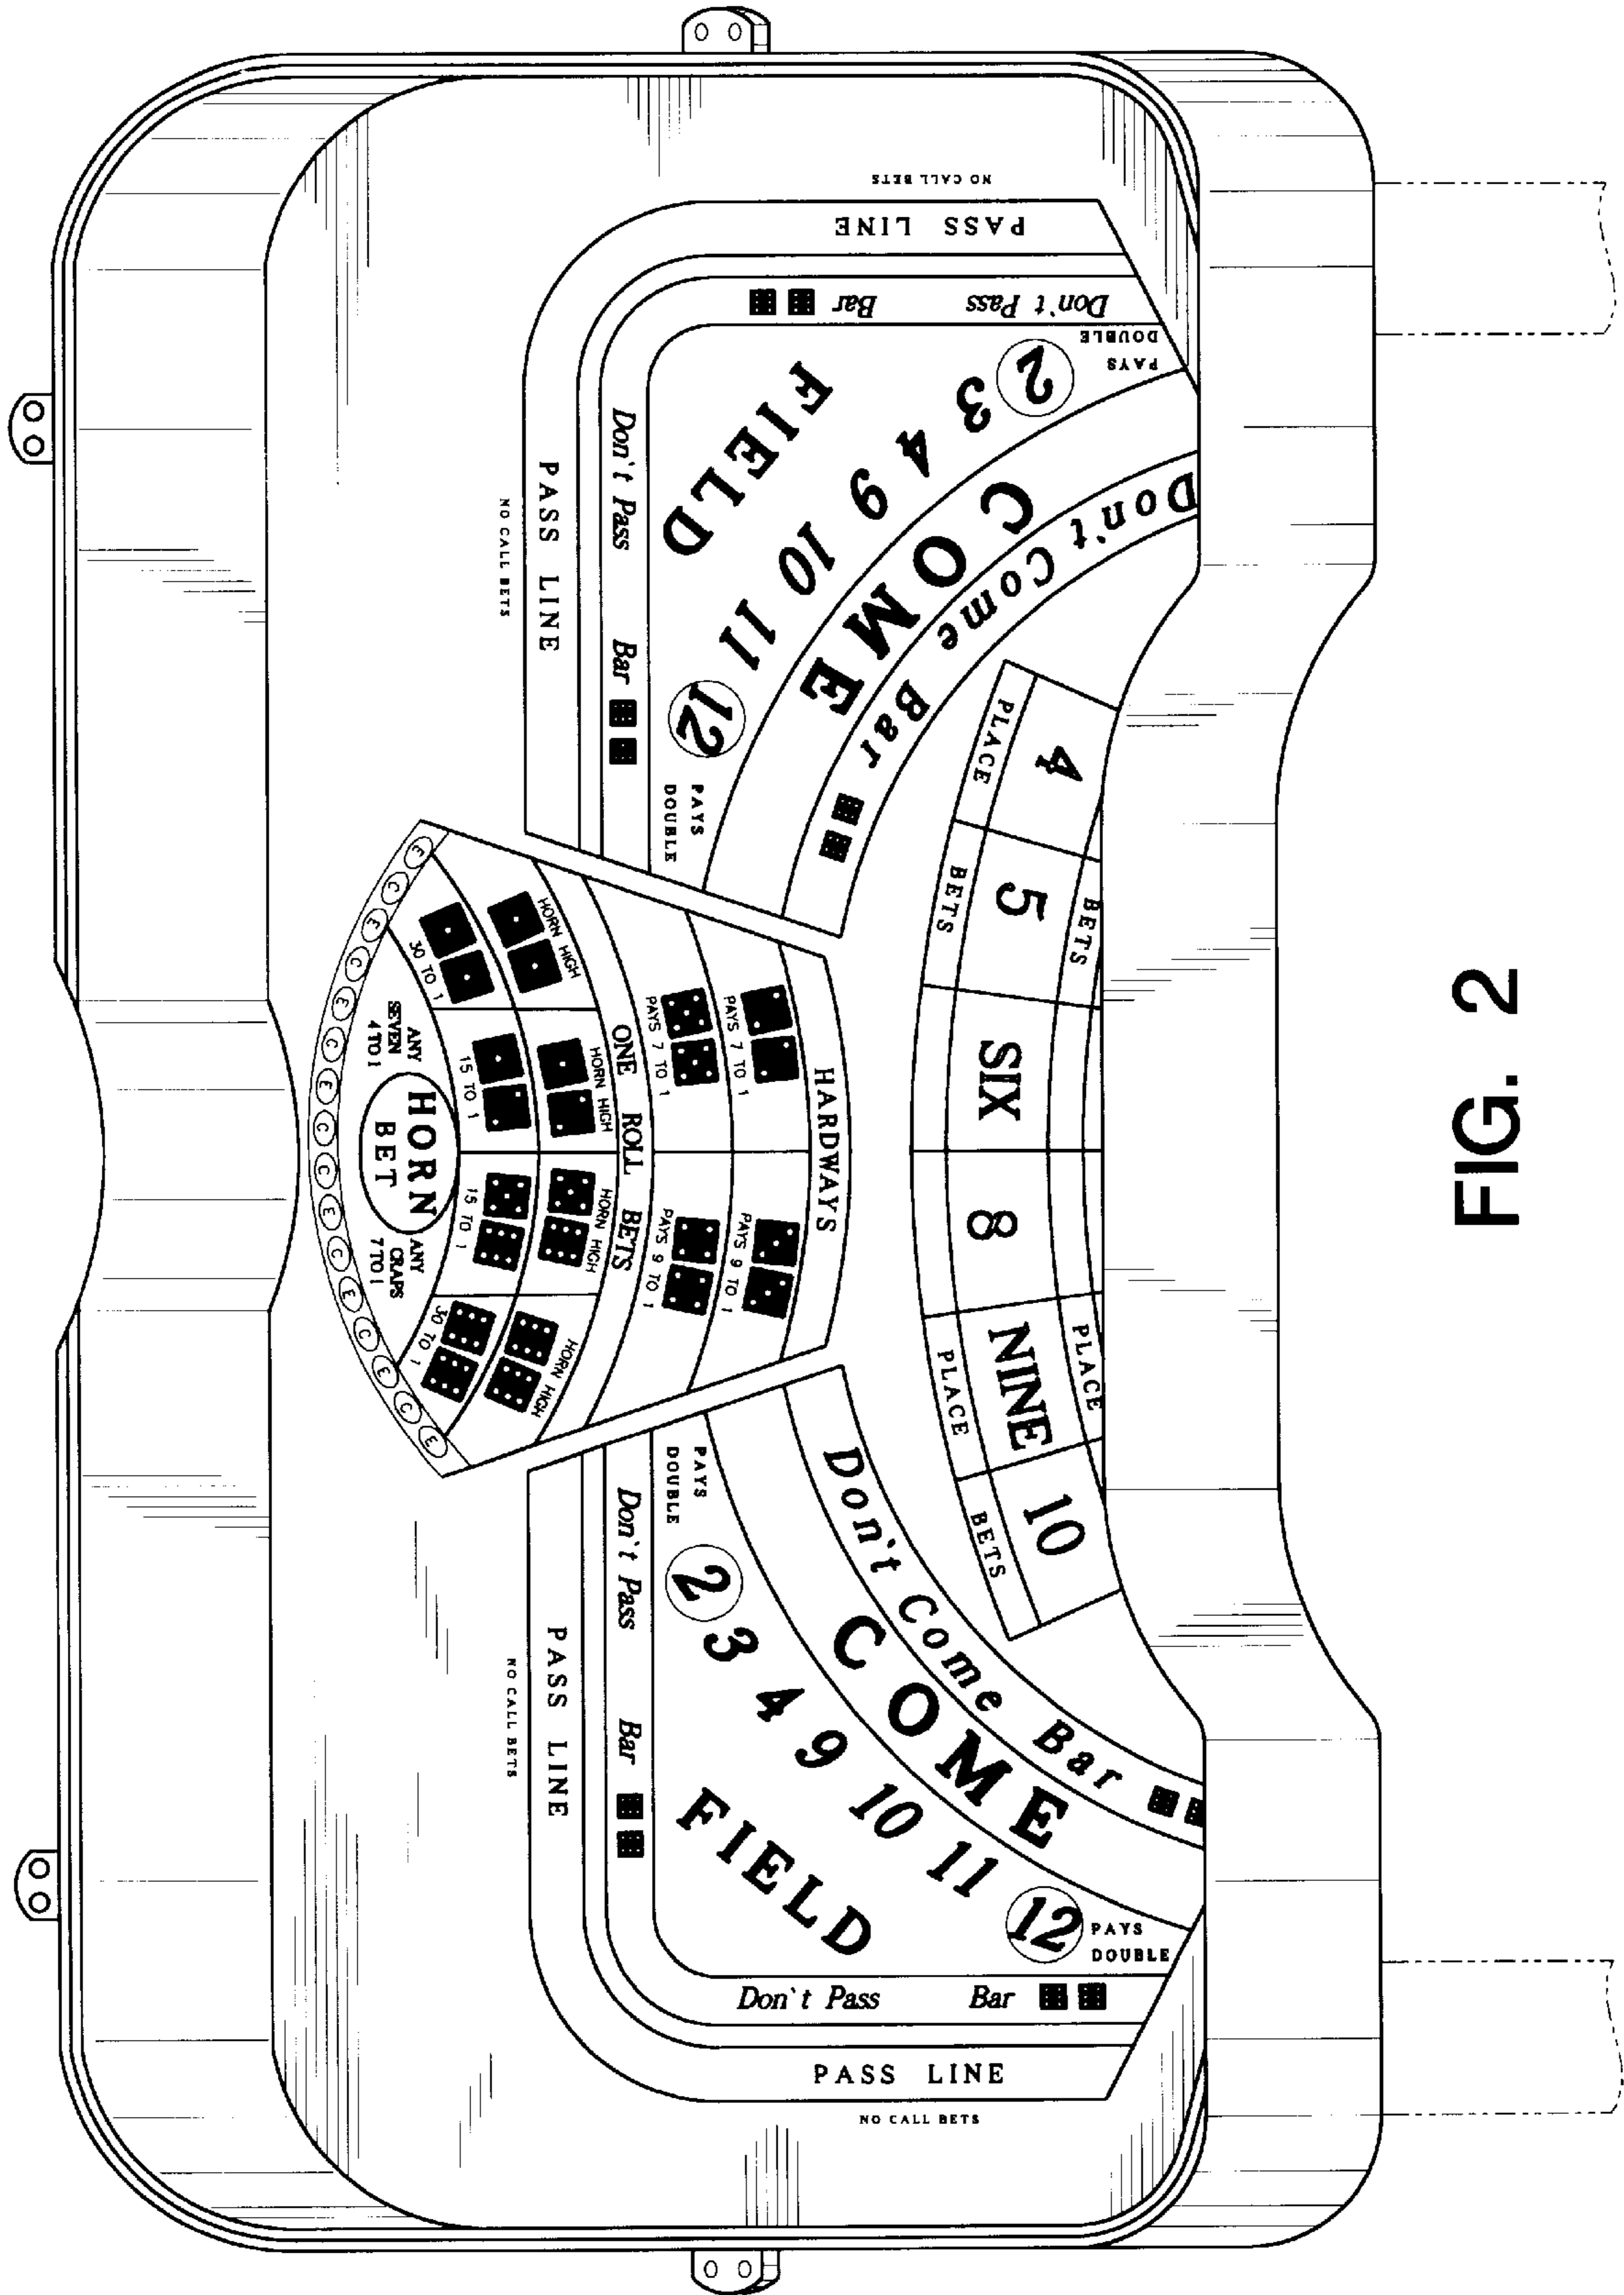 NO CALL BETS
PASS LINE
Don't Pass Bar
PAYS
DOUBLE
2 3 4 9 10 11 12
FIELD
PAYS
DOUBLE
COME
Don't Come Bar
Don't Pass Bar
PASS LINE
NO CALL BETS
BETS PLACE
4 5 SIX 8 NINE 10
PLACE BETS PLACE BETS
HARDWAYS
PAYS 7 TO 1
PAYS 9 TO 1
PAYS 7 TO 1
PAYS 9 TO 1
ONE ROLL BETS
HORN HIGH
HORN HIGH
HORN HIGH
HORN HIGH
30 TO 1
15 TO 1
15 TO 1
30 TO 1
ANY
SEVEN
4 TO 1
HORN
BET
ANY
CRAPS
7 TO 1
E C E C E C E C C E C E C E C E
Don't Come Bar
COME
PAYS
DOUBLE
2 3 4 9 10 11 12
PAYS
DOUBLE
FIELD
Don't Pass Bar
PASS LINE
NO CALL BETS
Don't Pass Bar
PASS LINE
NO CALL BETS
FIG. 2